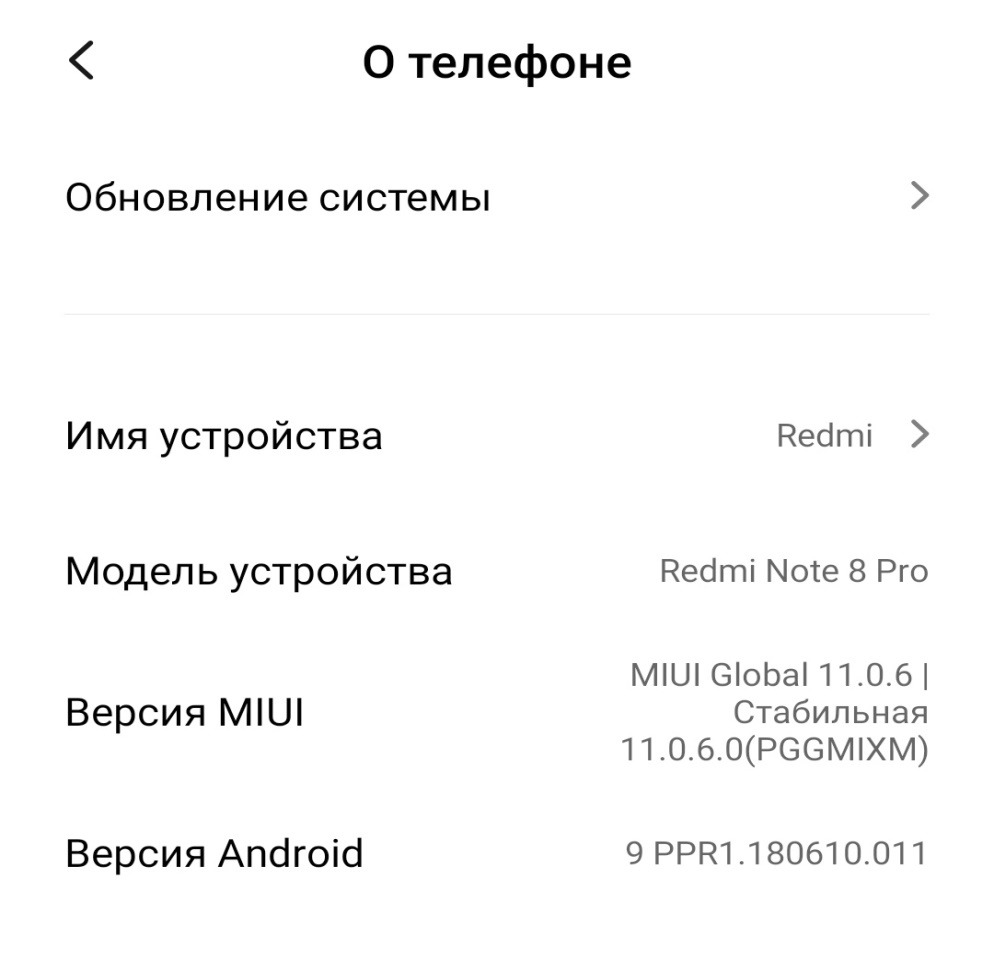 О телефоне
Обновление системы
Имя устройства Redmi
Модель устройства Redmi Note 8 Pro
Версия MIUI MIUI Global 11.0.6 |
Стабильная
11.0.6.0(PGGMIXM)
Версия Android 9 PPR1.180610.011